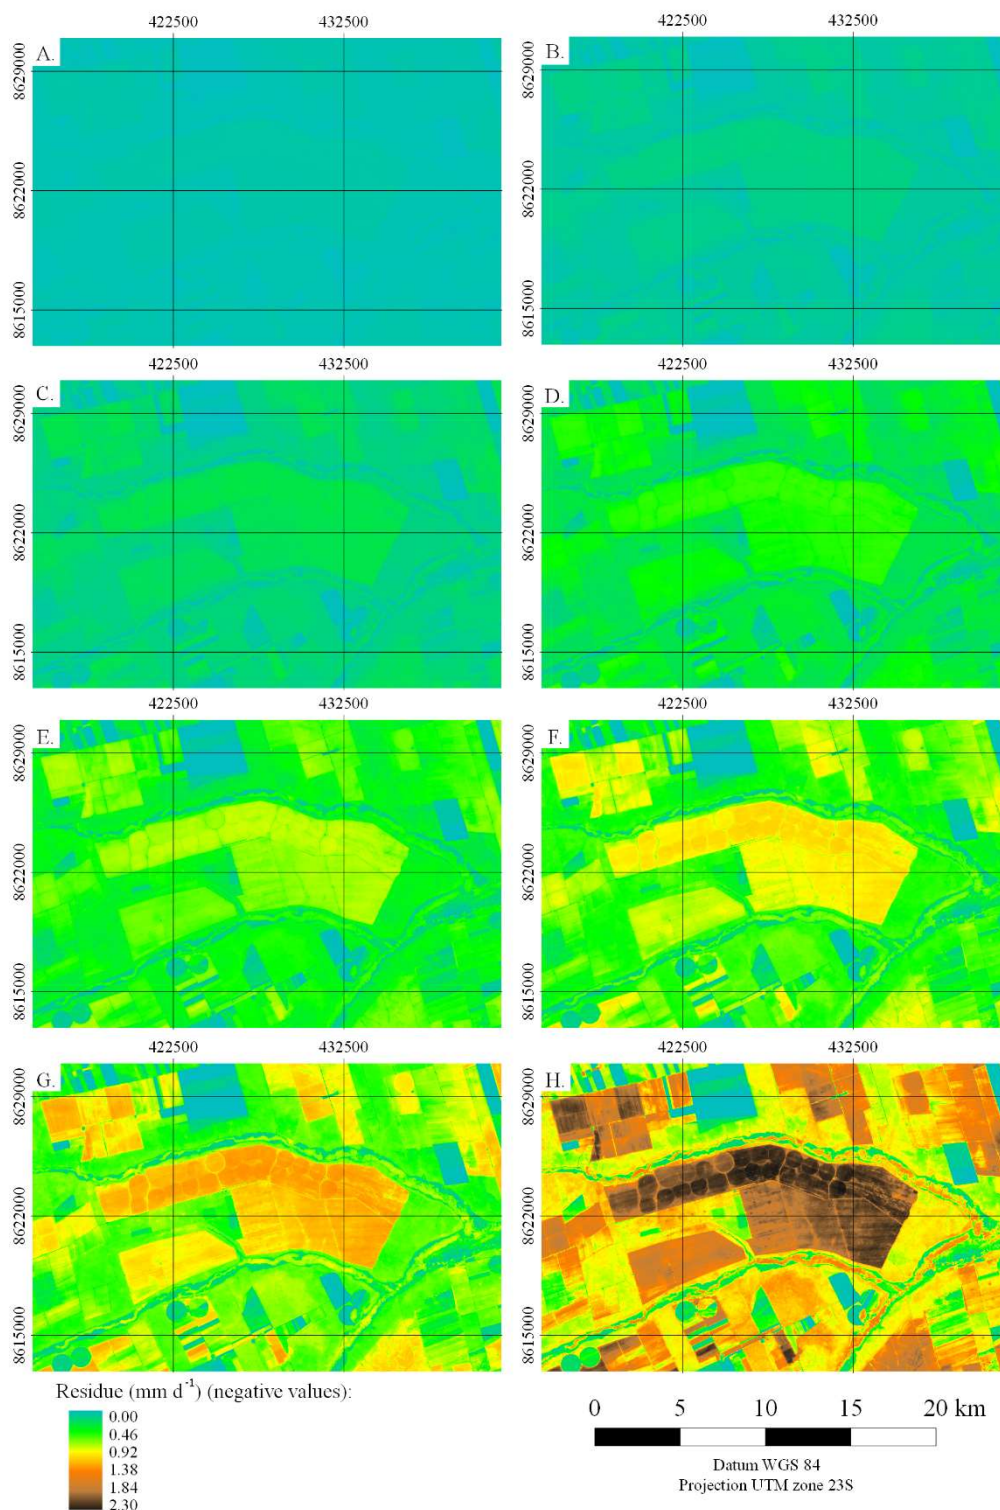 422500 432500 422500 432500
A. B.
8629000 8629000
8622000 8622000
8615000 8615000
422500 432500 422500 432500
C. D.
8629000 8629000
8622000 8622000
8615000 8615000
422500 432500 422500 432500
E. F.
8629000 8629000
8622000 8622000
8615000 8615000
422500 432500 422500 432500
G. H.
8629000 8629000
8622000 8622000
8615000 8615000
Residue (mm d⁻¹) (negative values):
0.00
0.46
0.92
1.38
1.84
2.30
0 5 10 15 20 km
Datum WGS 84
Projection UTM zone 23S